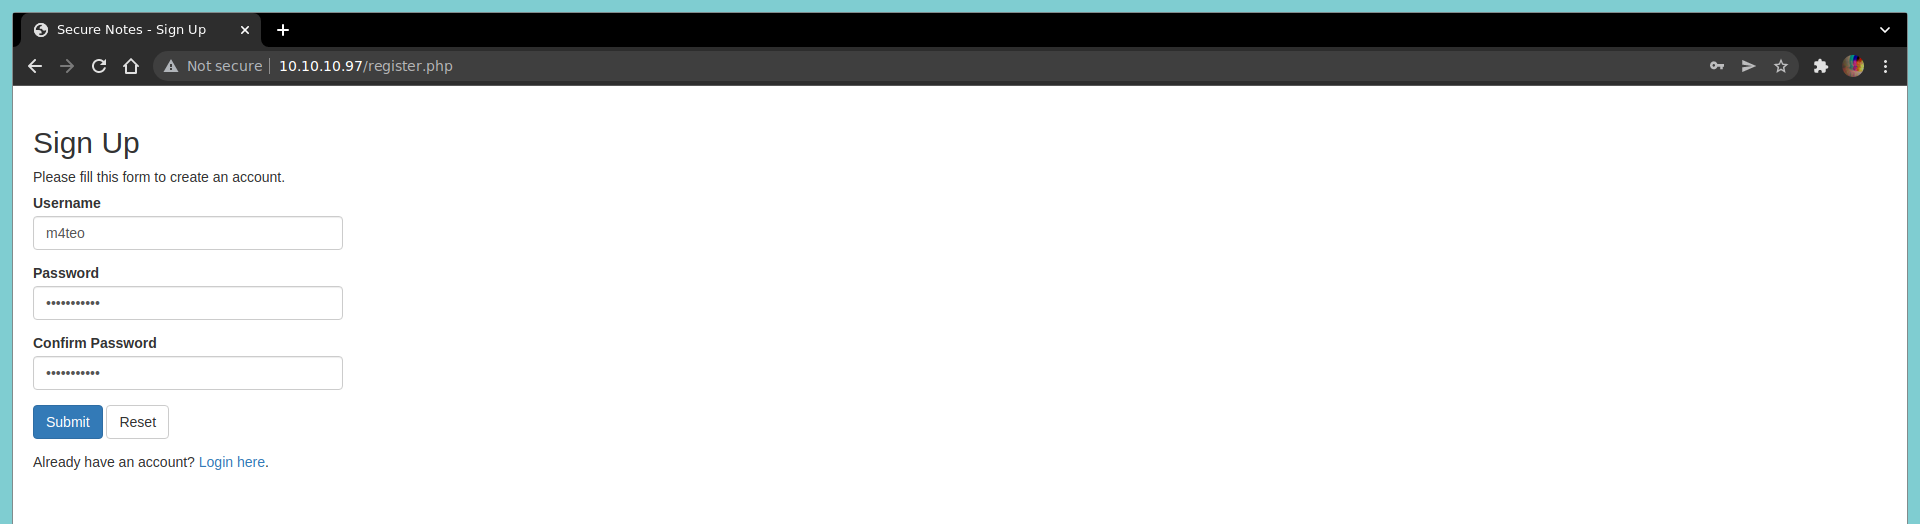 Secure Notes - Sign Up
Not secure 10.10.10.97/register.php
Sign Up
Please fill this form to create an account.
Username
m4teo
Password
•••••••••••
Confirm Password
•••••••••••
Submit Reset
Already have an account? Login here.